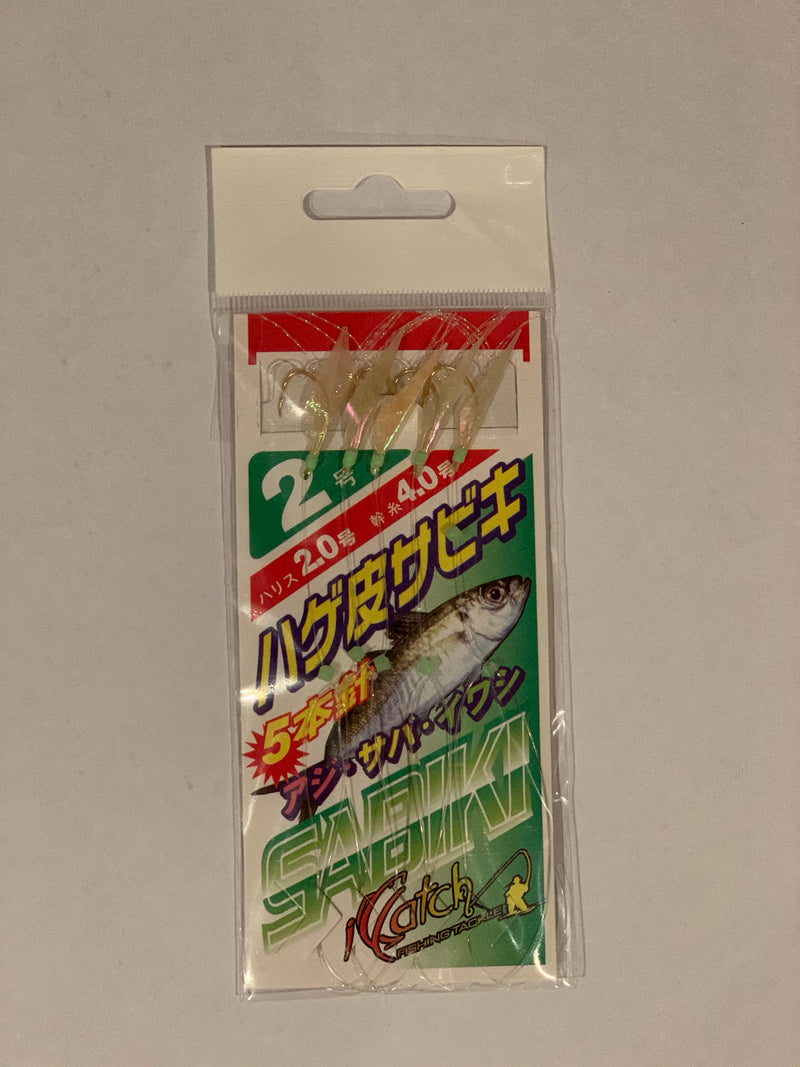 2号
ハリス2.0号 幹糸4.0号
ハゲ皮サビキ
5本針
アジ・サバ・イワシ
SABIKI
iCatch
FISHING TACKLE